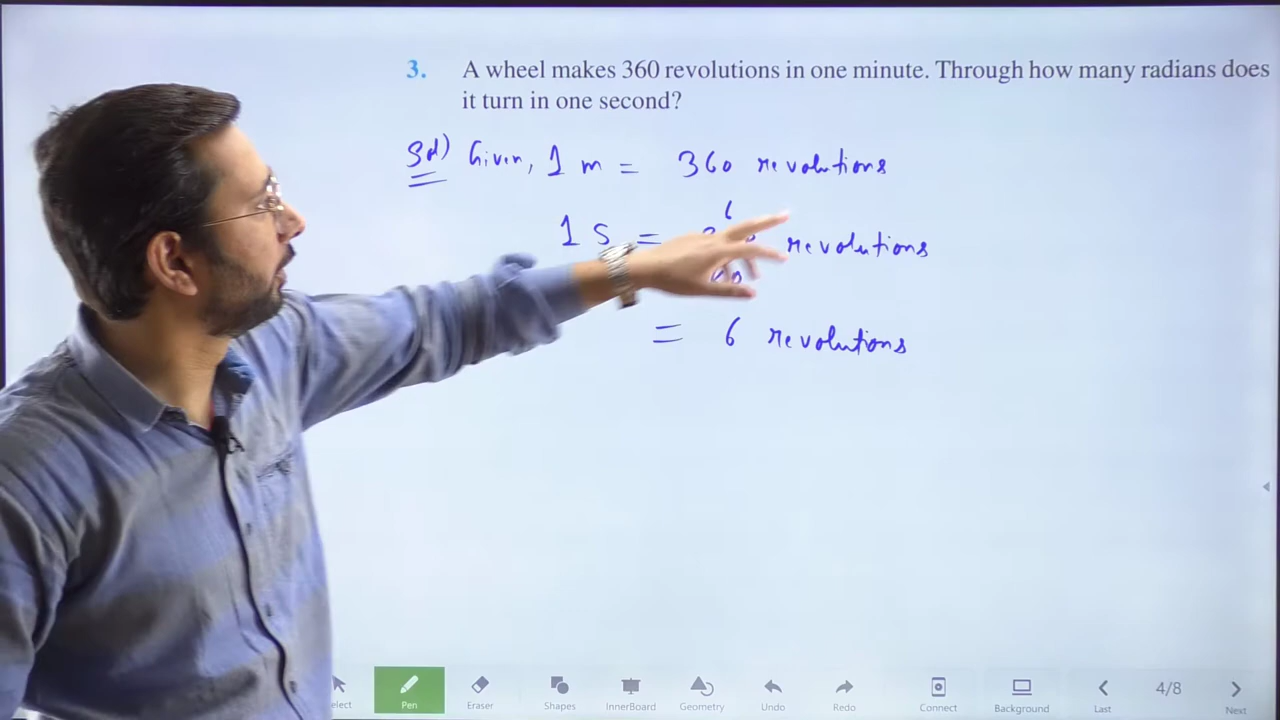 3. A wheel makes 360 revolutions in one minute. Through how many radians does
it turn in one second?
Sol) Given, 1 m = 360 revolutions
6
1 S = revolutions
= 6 revolutions
Pen
Eraser
Shapes
InnerBoard
Geometry
Undo
Redo
Connect
Background
Last
4/8
Next